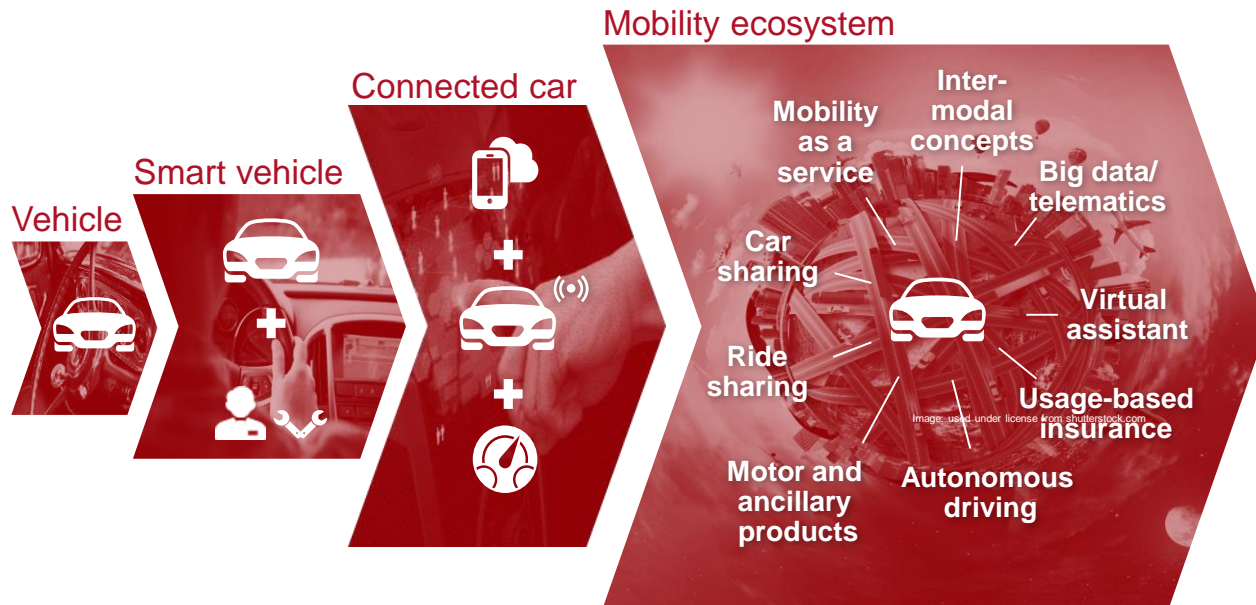 Mobility ecosystem
Connected car
Smart vehicle
Vehicle
Inter-
modal
concepts
Mobility
as a
service
Big data/
telematics
Car
sharing
Virtual
assistant
Ride
sharing
Usage-based
insurance
Image: used under license from shutterstock.com
Motor and
ancillary
products
Autonomous
driving